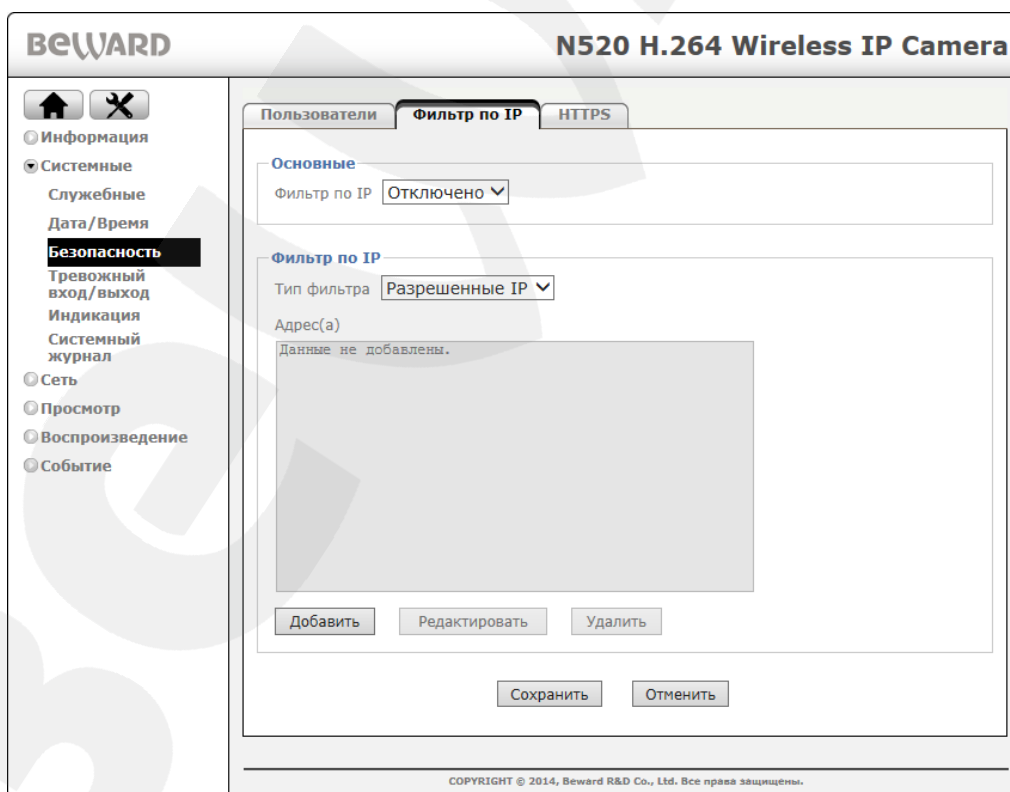 BEWARD
N520 H.264 Wireless IP Camera
Информация
Системные
Служебные
Дата/Время
Безопасность
Тревожный
вход/выход
Индикация
Системный
журнал
Сеть
Просмотр
Воспроизведение
Событие
Пользователи Фильтр по IP HTTPS
Основные
Фильтр по IP Отключено
Фильтр по IP
Тип фильтра Разрешенные IP
Адрес(а)
Данные не добавлены.
Добавить Редактировать Удалить
Сохранить Отменить
COPYRIGHT © 2014, Beward R&D Co., Ltd. Все права защищены.